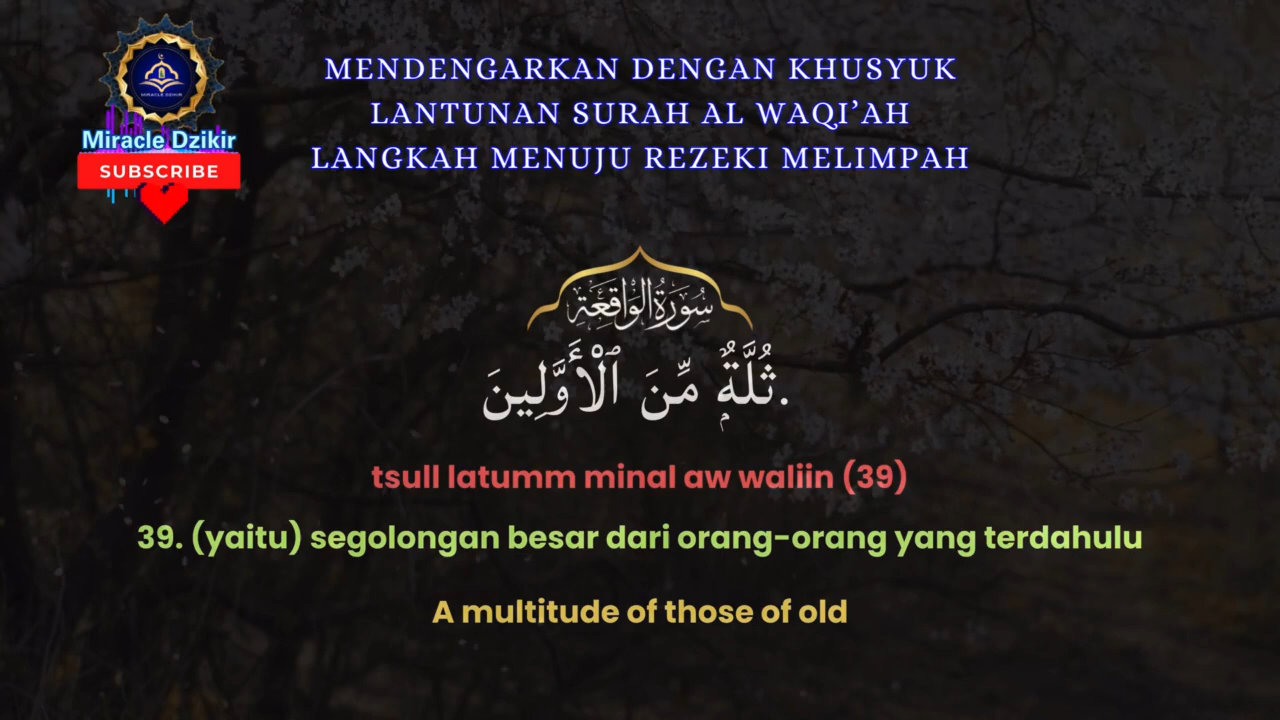 MENDENGARKAN DENGAN KHUSYUK
LANTUNAN SURAH AL WAQI’AH
LANGKAH MENUJU REZEKI MELIMPAH
MIRACLE DZIKIR
Miracle Dzikir
SUBSCRIBE
سُورَةُ الوَاقِعَةِ
ثُلَّةٌۭ مِّنَ ٱلْأَوَّلِينَ.
tsull latumm minal aw waliin (39)
39. (yaitu) segolongan besar dari orang-orang yang terdahulu
A multitude of those of old